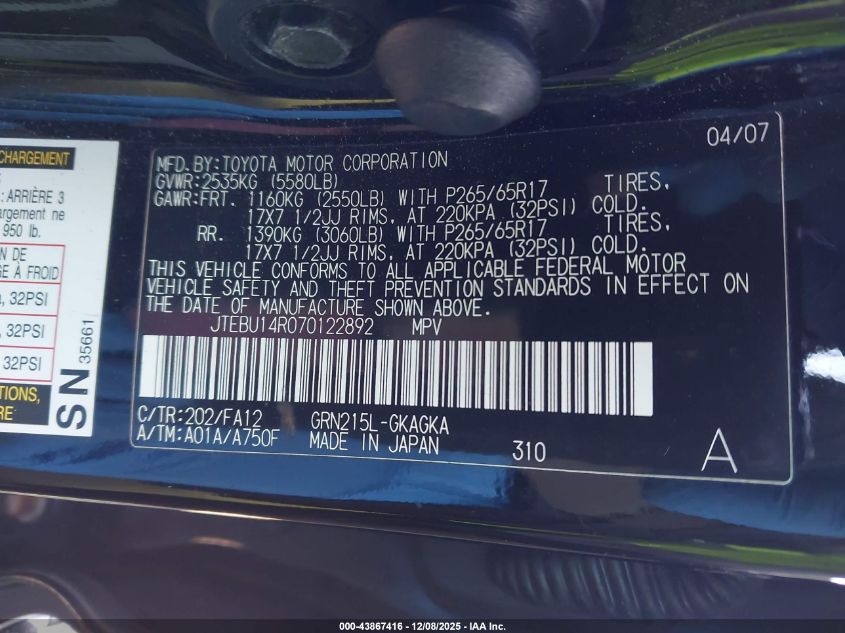 CHARGEMENT
: ARRIÈRE 3
argement ne
950 lb.
N DE
E À FROID
, 32PSI
, 32PSI
32PSI
TIONS,
RE
SN 35661
04/07
MFD. BY:TOYOTA MOTOR CORPORATION
GVWR:2535KG (5580LB)
GAWR:FRT. 1160KG (2550LB) WITH P265/65R17 TIRES,
17X7 1/2JJ RIMS, AT 220KPA (32PSI) COLD.
RR. 1390KG (3060LB) WITH P265/65R17 TIRES,
17X7 1/2JJ RIMS, AT 220KPA (32PSI) COLD.
THIS VEHICLE CONFORMS TO ALL APPLICABLE FEDERAL MOTOR
VEHICLE SAFETY AND THEFT PREVENTION STANDARDS IN EFFECT ON
THE DATE OF MANUFACTURE SHOWN ABOVE.
JTEBU14R070122892 MPV
C/TR:202/FA12 GRN215L-GKAGKA
A/TM:A01A/A750F MADE IN JAPAN 310 A
000-43867416 - 12/08/2025 - IAA Inc.